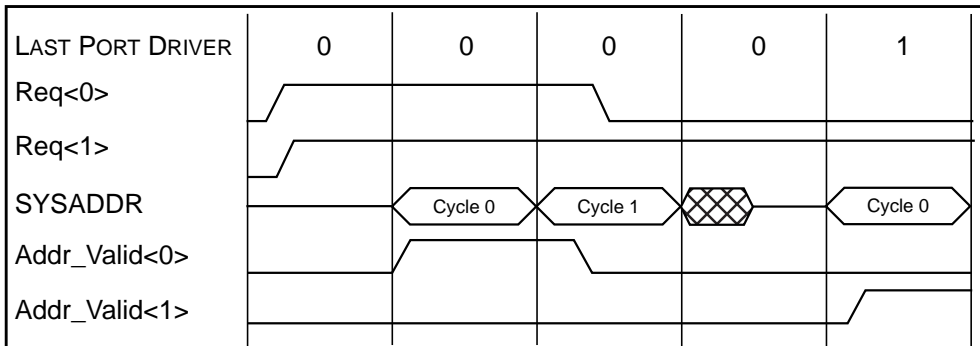 LAST PORT DRIVER 0 0 0 0 1
Req<0>
Req<1>
SYSADDR Cycle 0 Cycle 1 Cycle 0
Addr_Valid<0>
Addr_Valid<1>